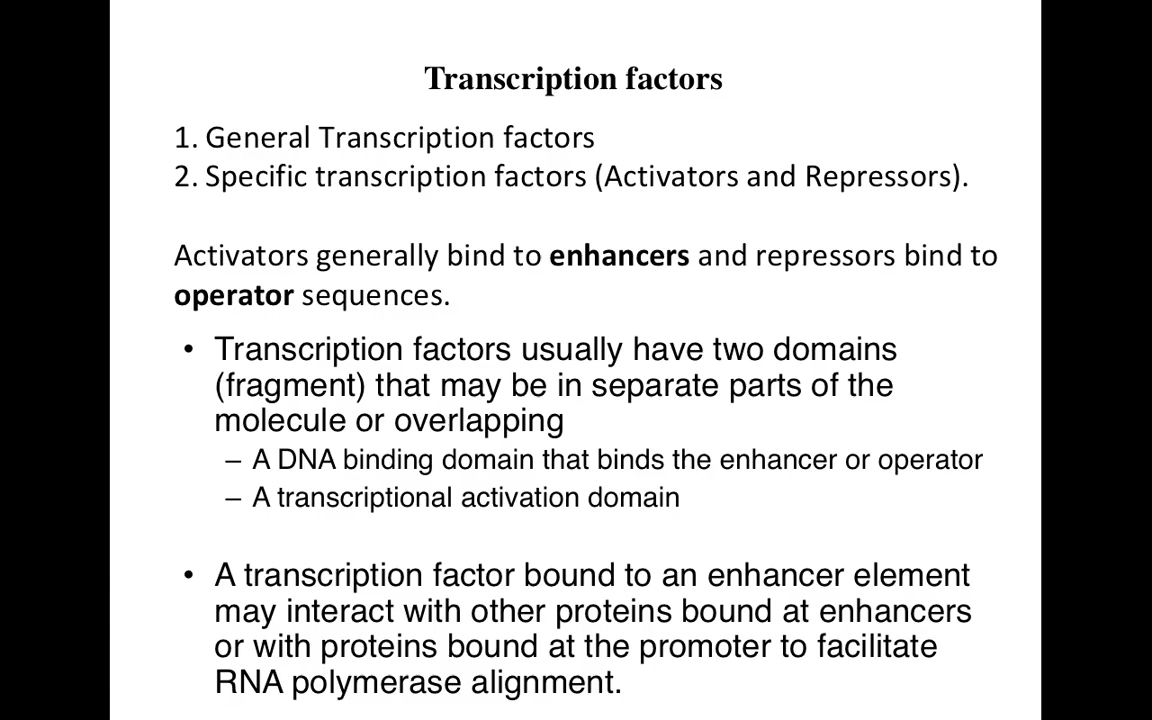 Transcription factors
1. General Transcription factors
2. Specific transcription factors (Activators and Repressors).
Activators generally bind to enhancers and repressors bind to
operator sequences.
• Transcription factors usually have two domains
(fragment) that may be in separate parts of the
molecule or overlapping
– A DNA binding domain that binds the enhancer or operator
– A transcriptional activation domain
• A transcription factor bound to an enhancer element
may interact with other proteins bound at enhancers
or with proteins bound at the promoter to facilitate
RNA polymerase alignment.